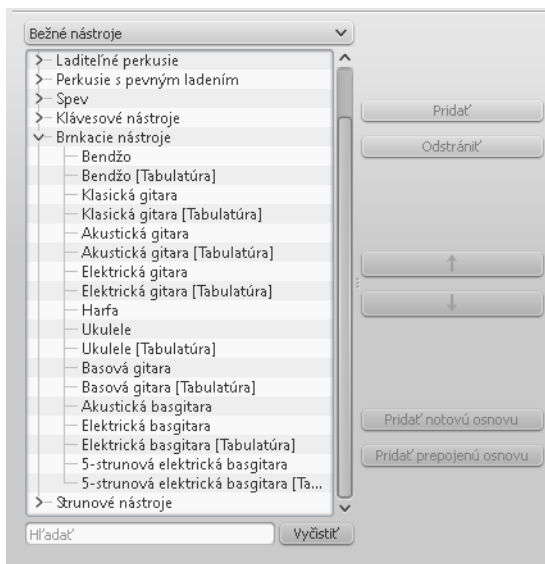 Bežné nástroje
Laditeľné perkusie
Perkusie s pevným ladením
Spev
Klávesové nástroje
Brnkacie nástroje
Bendžo
Bendžo [Tabulatúra]
Klasická gitara
Klasická gitara [Tabulatúra]
Akustická gitara
Akustická gitara [Tabulatúra]
Elektrická gitara
Elektrická gitara [Tabulatúra]
Harfa
Ukulele
Ukulele [Tabulatúra]
Basová gitara
Basová gitara [Tabulatúra]
Akustická basgitara
Elektrická basgitara
Elektrická basgitara [Tabulatúra]
5-strunová elektrická basgitara
5-strunová elektrická basgitara [Ta...
Strunové nástroje
Hľadať
Vyčistiť
Pridať
Odstrániť
↑
↓
Pridať notovú osnovu
Pridať prepojenú osnovu